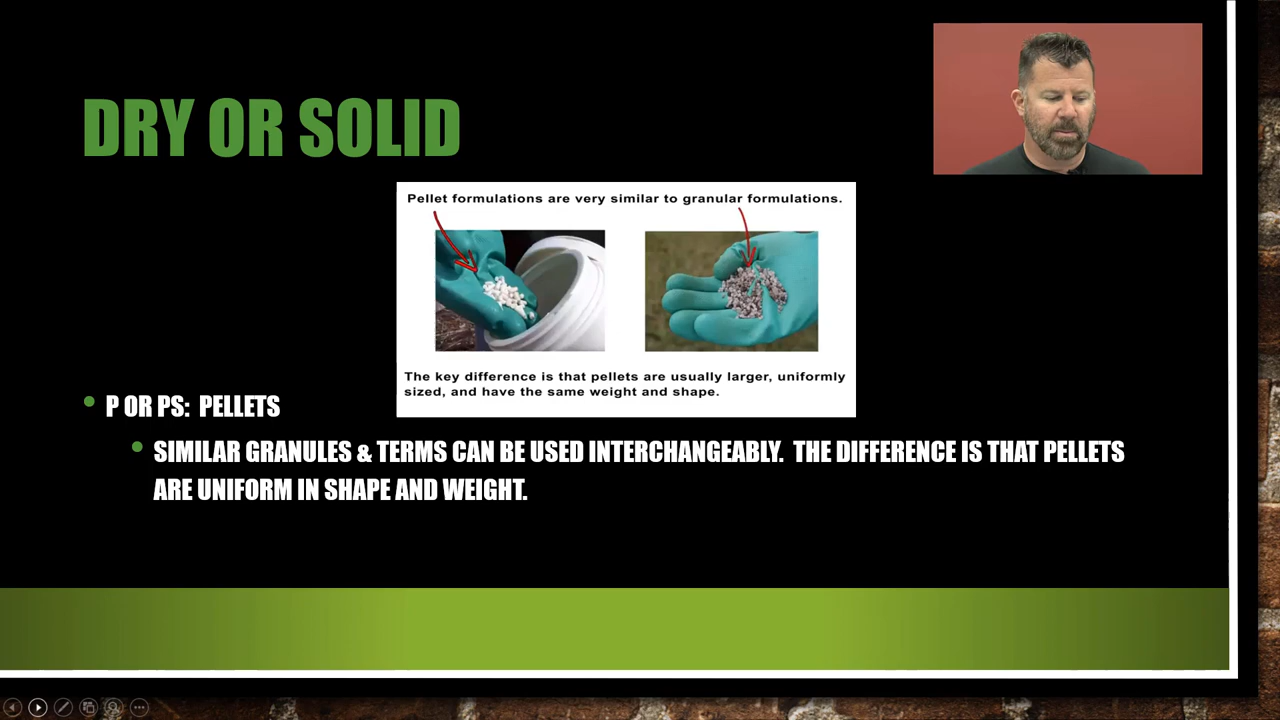 DRY OR SOLID
Pellet formulations are very similar to granular formulations.
The key difference is that pellets are usually larger, uniformly
sized, and have the same weight and shape.
P OR PS: PELLETS
SIMILAR GRANULES & TERMS CAN BE USED INTERCHANGEABLY. THE DIFFERENCE IS THAT PELLETS
ARE UNIFORM IN SHAPE AND WEIGHT.